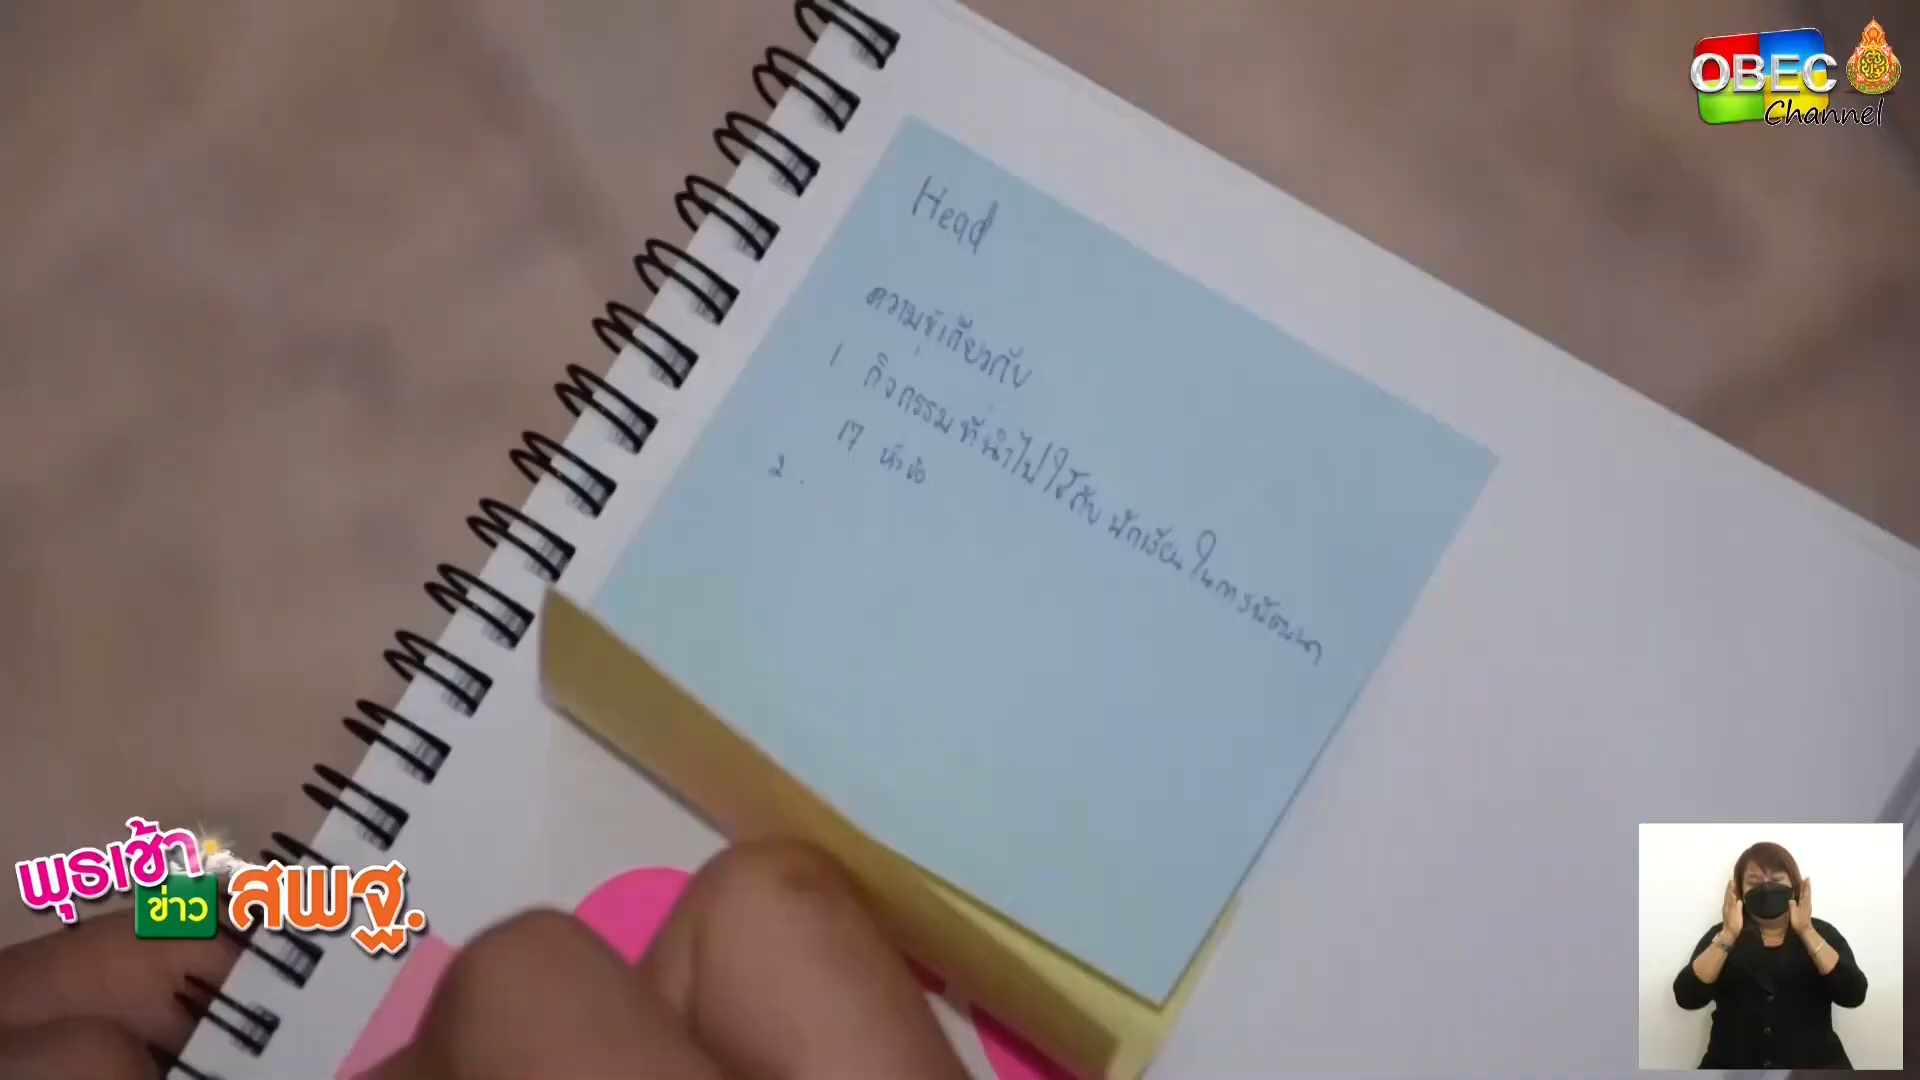 OBEC
Channel
Head
ความรู้เกี่ยวกับ
1 กิจกรรมที่นำไปใช้กับ นักเรียน ในการพัฒนา
17 หัวข้อ
2.
พุธเช้า
ข่าว
สพฐ.